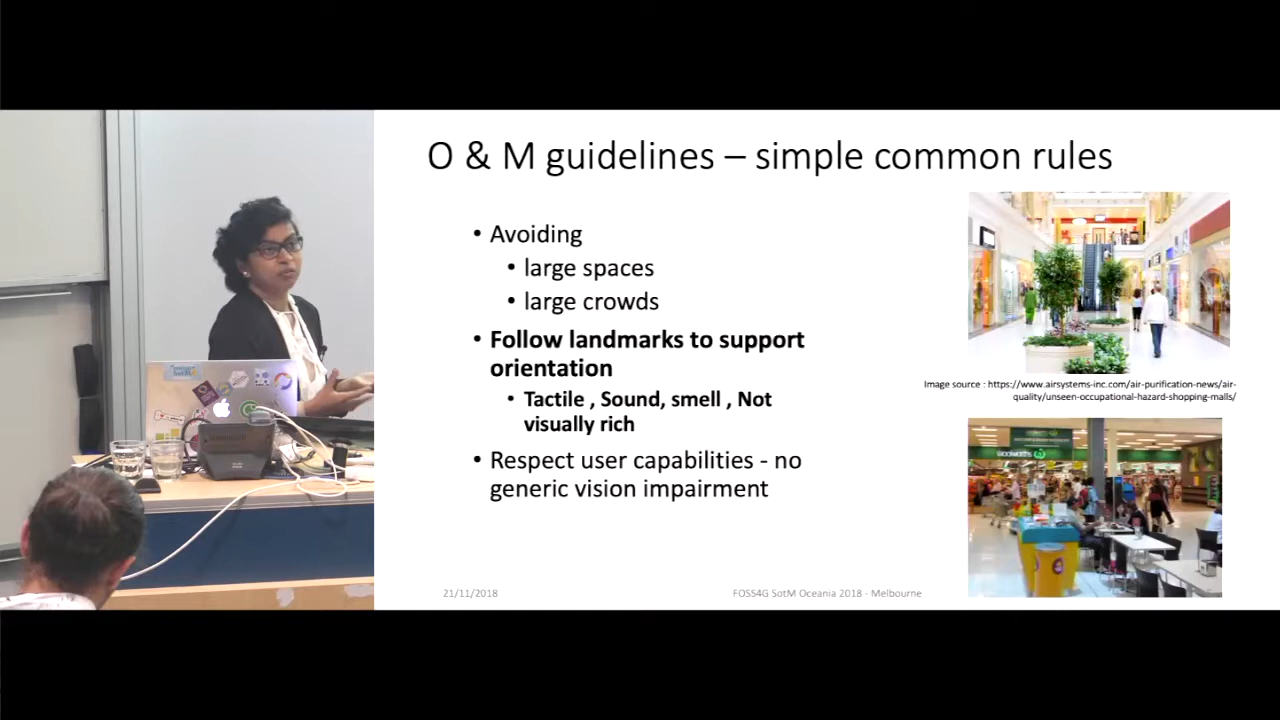 O & M guidelines – simple common rules
• Avoiding
• large spaces
• large crowds
• Follow landmarks to support
orientation
• Tactile , Sound, smell , Not
visually rich
• Respect user capabilities - no
generic vision impairment
Image source : https://www.airsystems-inc.com/air-purification-news/air-
quality/unseen-occupational-hazard-shopping-malls/
WOOLWORTHS
21/11/2018
FOSS4G SotM Oceania 2018 - Melbourne